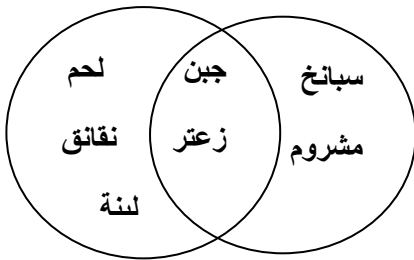 سبانخ
مشروم
جبن
زعتر
لحم
نقانق
لبنة